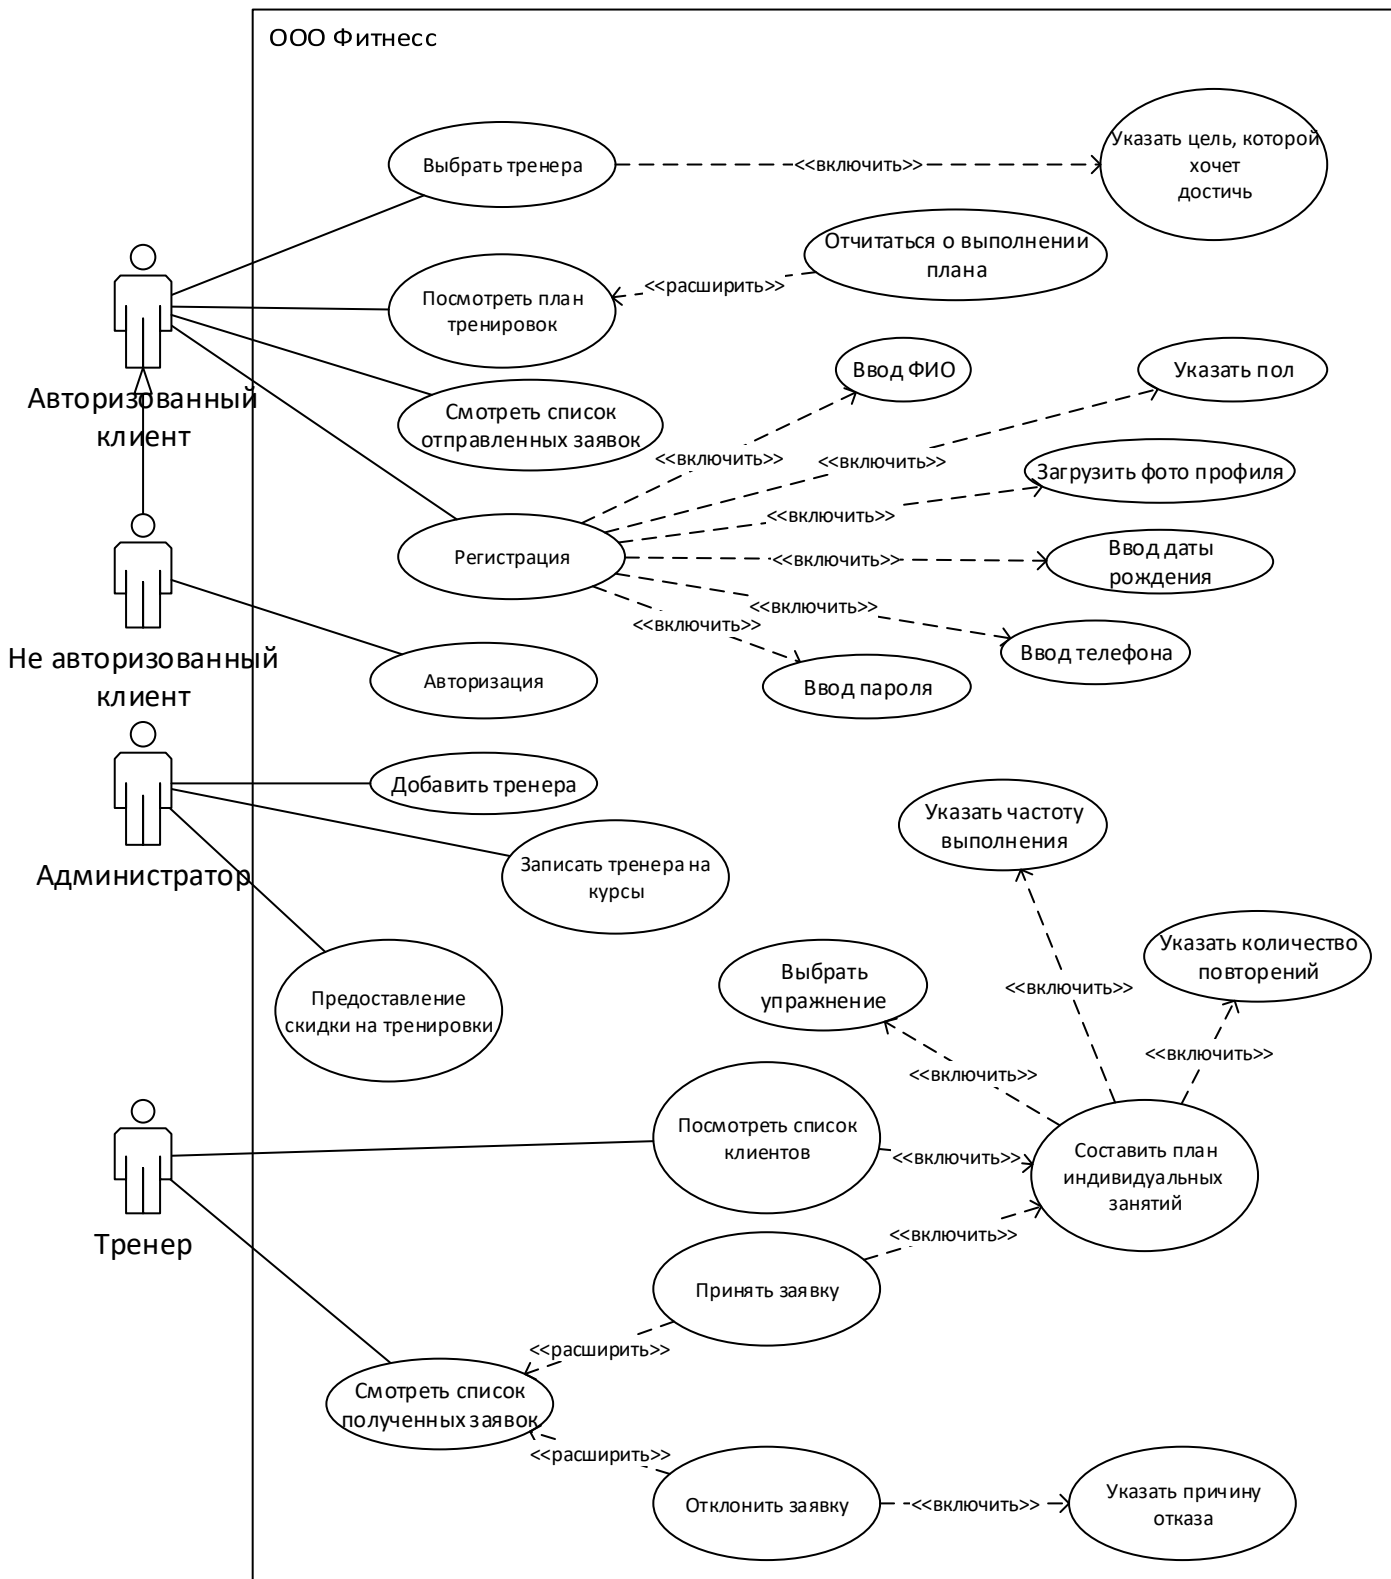 ООО Фитнесс
Выбрать тренера
<<включить>>
Указать цель, которой
хочет
достичь
Отчитаться о выполнении
плана
<<расширить>>
Посмотреть план
тренировок
Авторизованный
клиент
Смотреть список
отправленных заявок
Ввод ФИО
Указать пол
<<включить>>
<<включить>>
Загрузить фото профиля
<<включить>>
Регистрация
<<включить>>
Ввод даты
рождения
<<включить>>
<<включить>>
Ввод телефона
Ввод пароля
Не авторизованный
клиент
Авторизация
Добавить тренера
Администратор
Записать тренера на
курсы
Указать частоту
выполнения
Предоставление
скидки на тренировки
Выбрать
упражнение
Указать количество
повторений
<<включить>>
<<включить>>
<<включить>>
Посмотреть список
клиентов
<<включить>>
Составить план
индивидуальных
занятий
Тренер
<<включить>>
Принять заявку
<<расширить>>
Смотреть список
полученных заявок
<<расширить>>
Отклонить заявку
<<включить>>
Указать причину
отказа